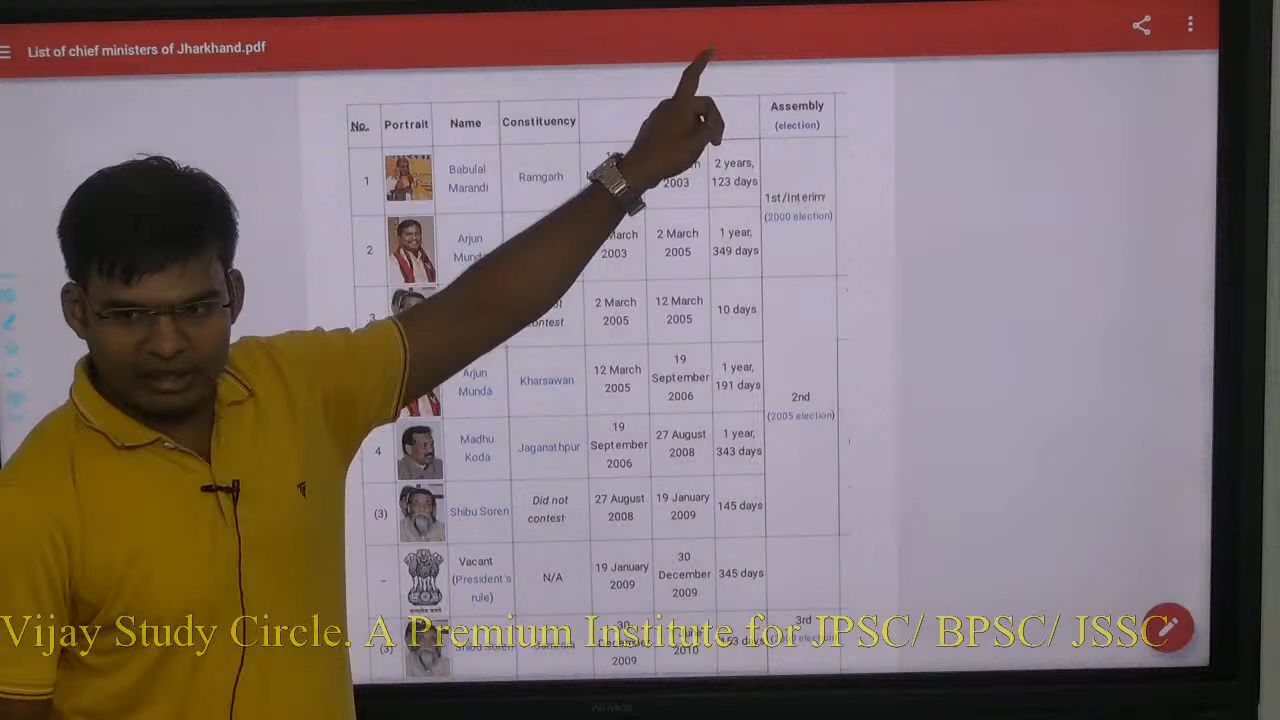 List of chief ministers of Jharkhand.pdf
No. Portrait Name Constituency Assembly
(election)
1 Babulal Marandi Ramgarh 2003 2 years, 123 days 1st/Interim
(2000 election)
2 Arjun March 2003 2 March 2005 1 year, 349 days
3 2 March 2005 12 March 2005 10 days
Arjun Munda Kharsawan 12 March 2005 19 September 2006 1 year, 191 days 2nd
(2005 election)
4 Madhu Koda Jaganathpur 19 September 2006 27 August 2008 1 year, 343 days
(3) Shibu Soren Did not contest 27 August 2008 19 January 2009 145 days
- Vacant (President's rule) N/A 19 January 2009 30 December 2009 345 days
(3) Shibu Soren 30 2009 2010 days 3rd
Vijay Study Circle. A Premium Institute for JPSC/ BPSC/ JSSC